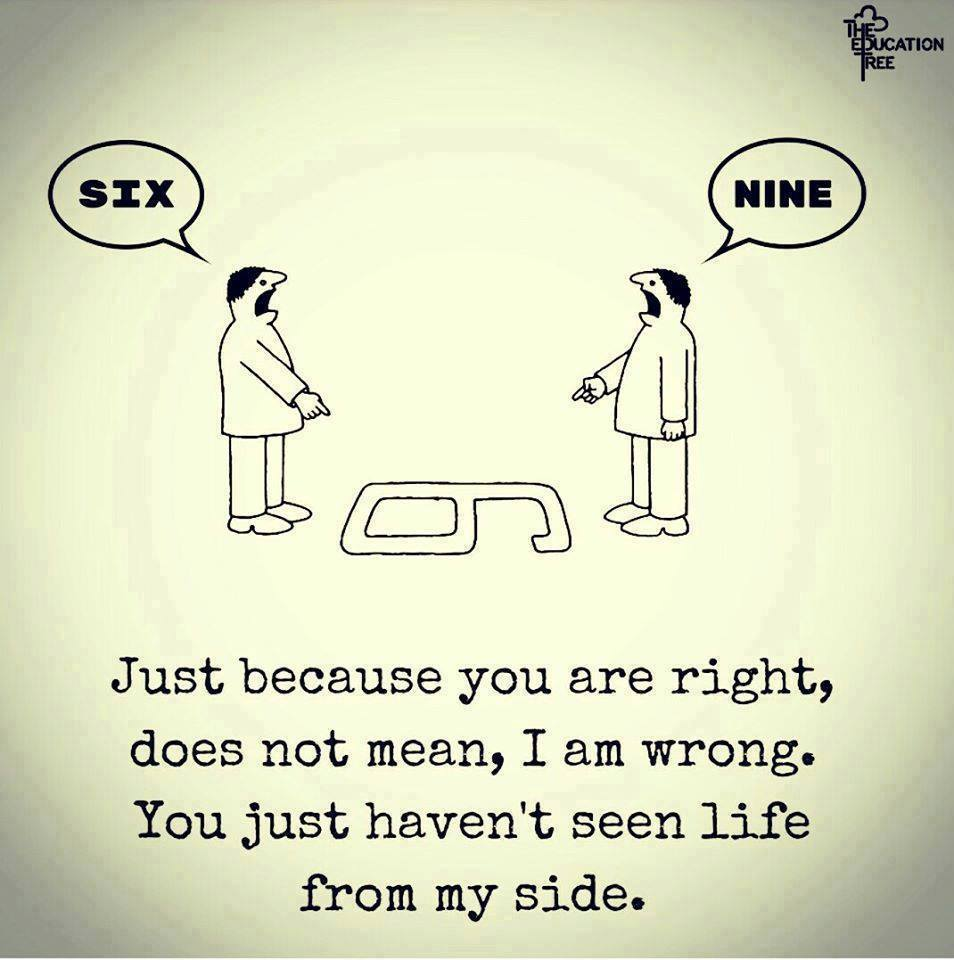 THE
EDUCATION
TREE
SIX
NINE
Just because you are right,
does not mean, I am wrong.
You just haven't seen life
from my side.